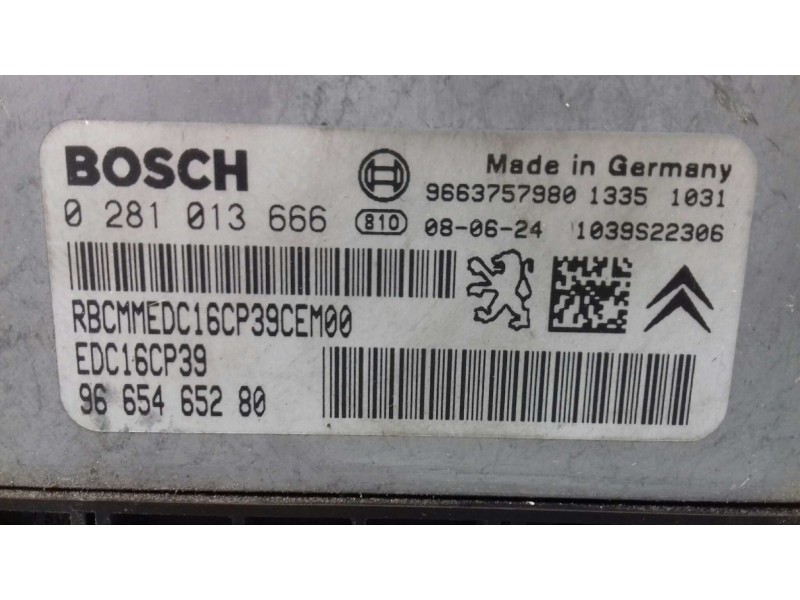 BOSCH
Made in Germany
9663757980 1335 1031
0 281 013 666
810
08-06-24 1039S22306
RBCMMEDC16CP39CEM00
EDC16CP39
96 654 652 80